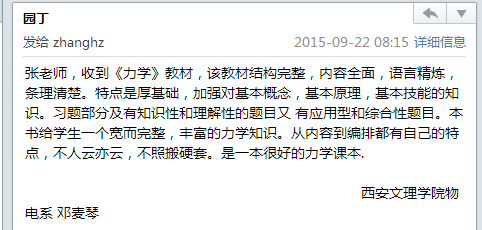 园丁
发给 zhanghz 2015-09-22 08:15 详细信息
张老师，收到《力学》教材，该教材结构完整，内容全面，语言精炼，
条理清楚。特点是厚基础，加强对基本概念，基本原理，基本技能的知
识。习题部分及有知识性和理解性的题目又 有应用型和综合性题目。本
书给学生一个宽而完整，丰富的力学知识。从内容到编排都有自己的特
点，不人云亦云，不照搬硬套。是一本很好的力学课本.
西安文理学院物
电系 邓麦琴